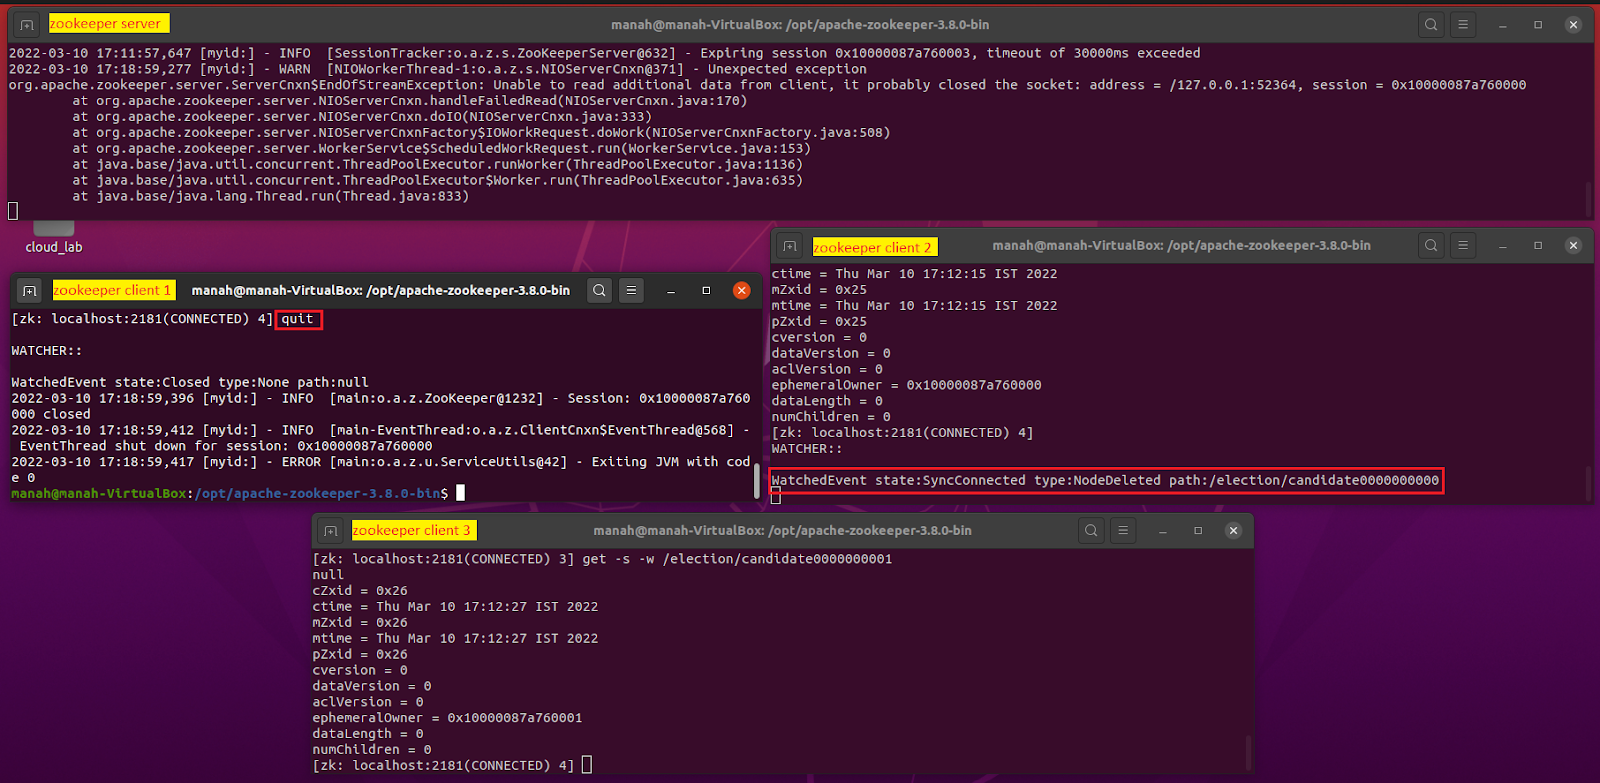 zookeeper server
manah@manah-VirtualBox: /opt/apache-zookeeper-3.8.0-bin
2022-03-10 17:11:57,647 [myid:] - INFO  [SessionTracker:o.a.z.s.ZooKeeperServer@632] - Expiring session 0x10000087a760003, timeout of 30000ms exceeded
2022-03-10 17:18:59,277 [myid:] - WARN  [NIOWorkerThread-1:o.a.z.s.NIOServerCnxn@371] - Unexpected exception
org.apache.zookeeper.server.ServerCnxn$EndOfStreamException: Unable to read additional data from client, it probably closed the socket: address = /127.0.0.1:52364, session = 0x10000087a760000
at org.apache.zookeeper.server.NIOServerCnxn.handleFailedRead(NIOServerCnxn.java:170)
at org.apache.zookeeper.server.NIOServerCnxn.doIO(NIOServerCnxn.java:333)
at org.apache.zookeeper.server.NIOServerCnxnFactory$IOWorkRequest.doWork(NIOServerCnxnFactory.java:508)
at org.apache.zookeeper.server.WorkerService$ScheduledWorkRequest.run(WorkerService.java:153)
at java.base/java.util.concurrent.ThreadPoolExecutor.runWorker(ThreadPoolExecutor.java:1136)
at java.base/java.util.concurrent.ThreadPoolExecutor$Worker.run(ThreadPoolExecutor.java:635)
at java.base/java.lang.Thread.run(Thread.java:833)
cloud_lab
zookeeper client 1
manah@manah-VirtualBox: /opt/apache-zookeeper-3.8.0-bin
[zk: localhost:2181(CONNECTED) 4] quit
WATCHER::
WatchedEvent state:Closed type:None path:null
2022-03-10 17:18:59,396 [myid:] - INFO  [main:o.a.z.ZooKeeper@1232] - Session: 0x10000087a760
000 closed
2022-03-10 17:18:59,412 [myid:] - INFO  [main-EventThread:o.a.z.ClientCnxn$EventThread@568] -
EventThread shut down for session: 0x10000087a760000
2022-03-10 17:18:59,417 [myid:] - ERROR [main:o.a.z.u.ServiceUtils@42] - Exiting JVM with cod
e 0
manah@manah-VirtualBox:/opt/apache-zookeeper-3.8.0-bin$
zookeeper client 2
manah@manah-VirtualBox: /opt/apache-zookeeper-3.8.0-bin
ctime = Thu Mar 10 17:12:15 IST 2022
mZxid = 0x25
mtime = Thu Mar 10 17:12:15 IST 2022
pZxid = 0x25
cversion = 0
dataVersion = 0
aclVersion = 0
ephemeralOwner = 0x10000087a760000
dataLength = 0
numChildren = 0
[zk: localhost:2181(CONNECTED) 4]
WATCHER::
WatchedEvent state:SyncConnected type:NodeDeleted path:/election/candidate0000000000
zookeeper client 3
manah@manah-VirtualBox: /opt/apache-zookeeper-3.8.0-bin
[zk: localhost:2181(CONNECTED) 3] get -s -w /election/candidate0000000001
null
cZxid = 0x26
ctime = Thu Mar 10 17:12:27 IST 2022
mZxid = 0x26
mtime = Thu Mar 10 17:12:27 IST 2022
pZxid = 0x26
cversion = 0
dataVersion = 0
aclVersion = 0
ephemeralOwner = 0x10000087a760001
dataLength = 0
numChildren = 0
[zk: localhost:2181(CONNECTED) 4]